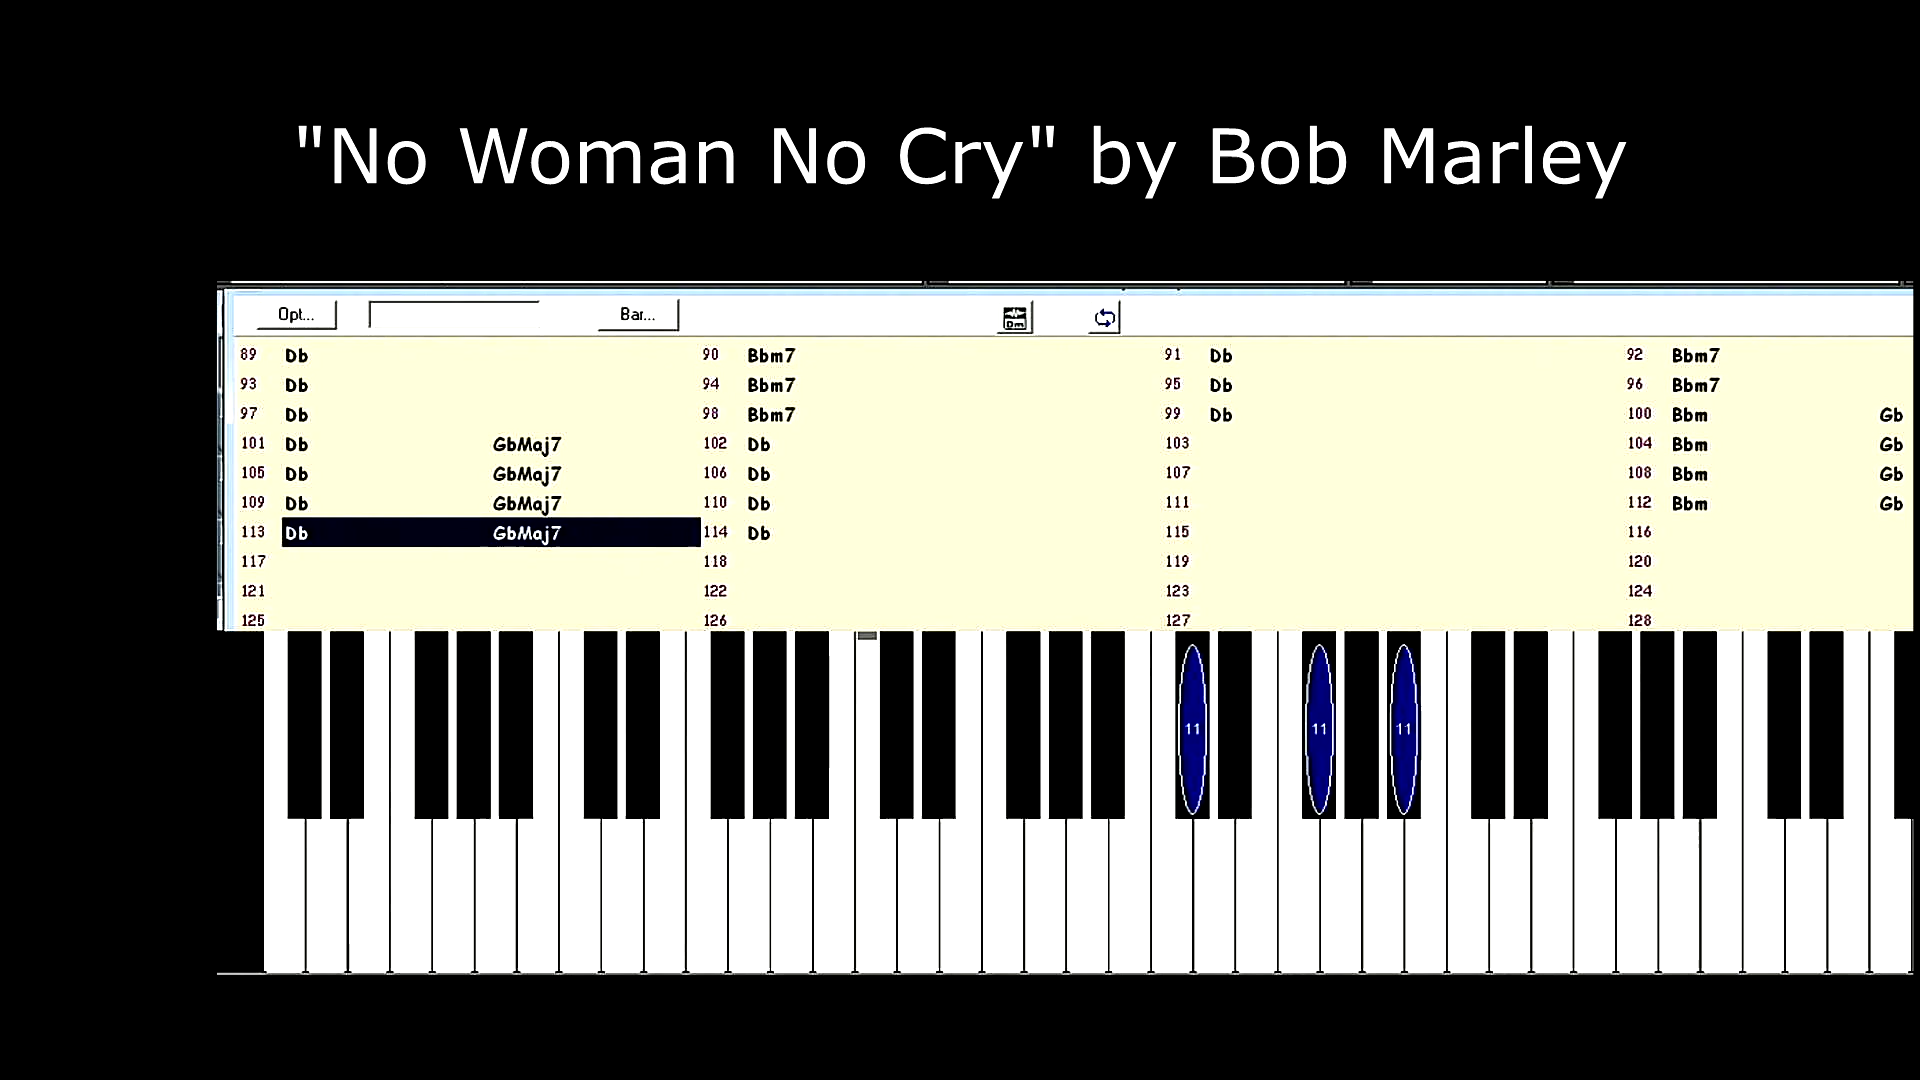 "No Woman No Cry" by Bob Marley
Opt... Bar... Dm
89 Db 90 Bbm7 91 Db 92 Bbm7
93 Db 94 Bbm7 95 Db 96 Bbm7
97 Db 98 Bbm7 99 Db 100 Bbm Gb
101 Db GbMaj7 102 Db 103 104 Bbm Gb
105 Db GbMaj7 106 Db 107 108 Bbm Gb
109 Db GbMaj7 110 Db 111 112 Bbm Gb
113 Db GbMaj7 114 Db 115 116
117 118 119 120
121 122 123 124
125 126 127 128
11 11 11